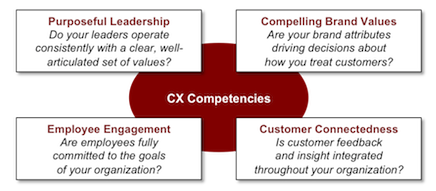 Purposeful Leadership
Do your leaders operate
consistently with a clear, well-
articulated set of values?
Compelling Brand Values
Are your brand attributes
driving decisions about
how you treat customers?
CX Competencies
Employee Engagement
Are employees fully
committed to the goals
of your organization?
Customer Connectedness
Is customer feedback
and insight integrated
throughout your organization?